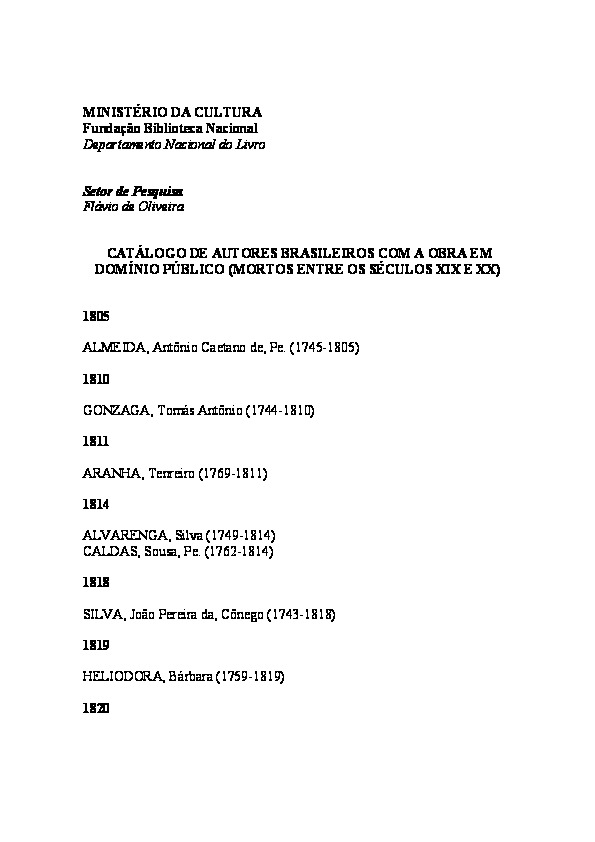 MINISTÉRIO DA CULTURA
Fundação Biblioteca Nacional
Departamento Nacional do Livro
Setor de Pesquisa
Flávio de Oliveira
CATÁLOGO DE AUTORES BRASILEIROS COM A OBRA EM
DOMÍNIO PÚBLICO (MORTOS ENTRE OS SÉCULOS XIX E XX)
1805
ALMEIDA, Antônio Caetano de, Pe. (1745-1805)
1810
GONZAGA, Tomás Antônio (1744-1810)
1811
ARANHA, Tenreiro (1769-1811)
1814
ALVARENGA, Silva (1749-1814)
CALDAS, Sousa, Pe. (1762-1814)
1818
SILVA, João Pereira da, Cônego (1743-1818)
1819
HELIODORA, Bárbara (1759-1819)
1820